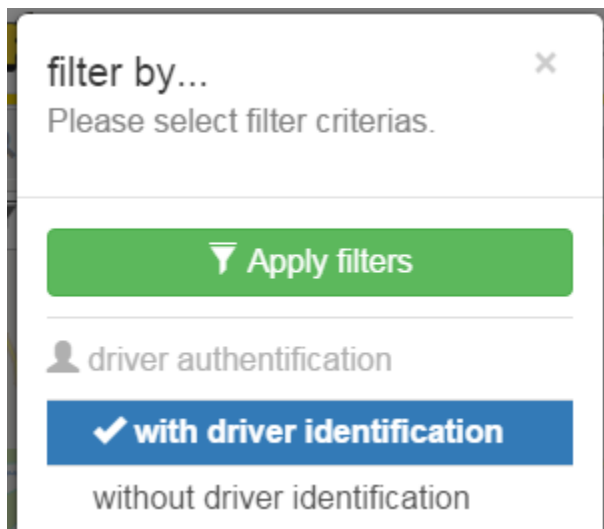 filter by...
×
Please select filter criterias.
Apply filters
driver authentification
with driver identification
without driver identification